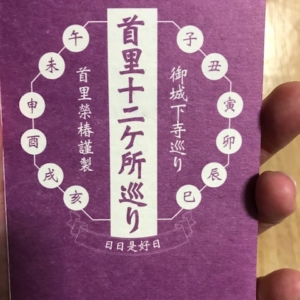 首里十二ケ所巡り
御城下寺巡り
首里榮椿謹製
子
丑
寅
卯
辰
巳
午
未
申
酉
戌
亥
日日是好日